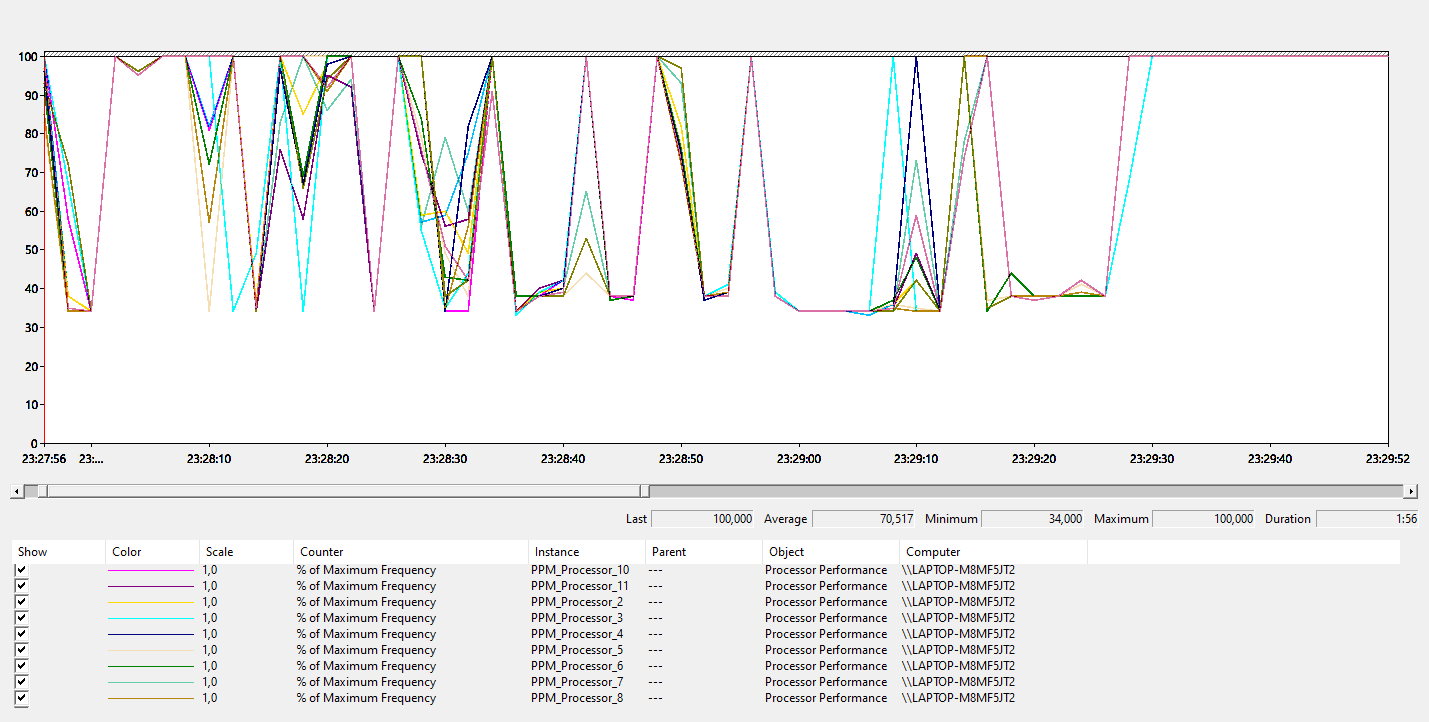 100
90
80
70
60
50
40
30
20
10
0
23:27:56 23:... 23:28:10 23:28:20 23:28:30 23:28:40 23:28:50 23:29:00 23:29:10 23:29:20 23:29:30 23:29:40 23:29:52
Last 100,000 Average 70,517 Minimum 34,000 Maximum 100,000 Duration 1:56
Show Color Scale Counter Instance Parent Object Computer
1,0 % of Maximum Frequency PPM_Processor_10 --- Processor Performance \\LAPTOP-M8MF5JT2
1,0 % of Maximum Frequency PPM_Processor_11 --- Processor Performance \\LAPTOP-M8MF5JT2
1,0 % of Maximum Frequency PPM_Processor_2 --- Processor Performance \\LAPTOP-M8MF5JT2
1,0 % of Maximum Frequency PPM_Processor_3 --- Processor Performance \\LAPTOP-M8MF5JT2
1,0 % of Maximum Frequency PPM_Processor_4 --- Processor Performance \\LAPTOP-M8MF5JT2
1,0 % of Maximum Frequency PPM_Processor_5 --- Processor Performance \\LAPTOP-M8MF5JT2
1,0 % of Maximum Frequency PPM_Processor_6 --- Processor Performance \\LAPTOP-M8MF5JT2
1,0 % of Maximum Frequency PPM_Processor_7 --- Processor Performance \\LAPTOP-M8MF5JT2
1,0 % of Maximum Frequency PPM_Processor_8 --- Processor Performance \\LAPTOP-M8MF5JT2